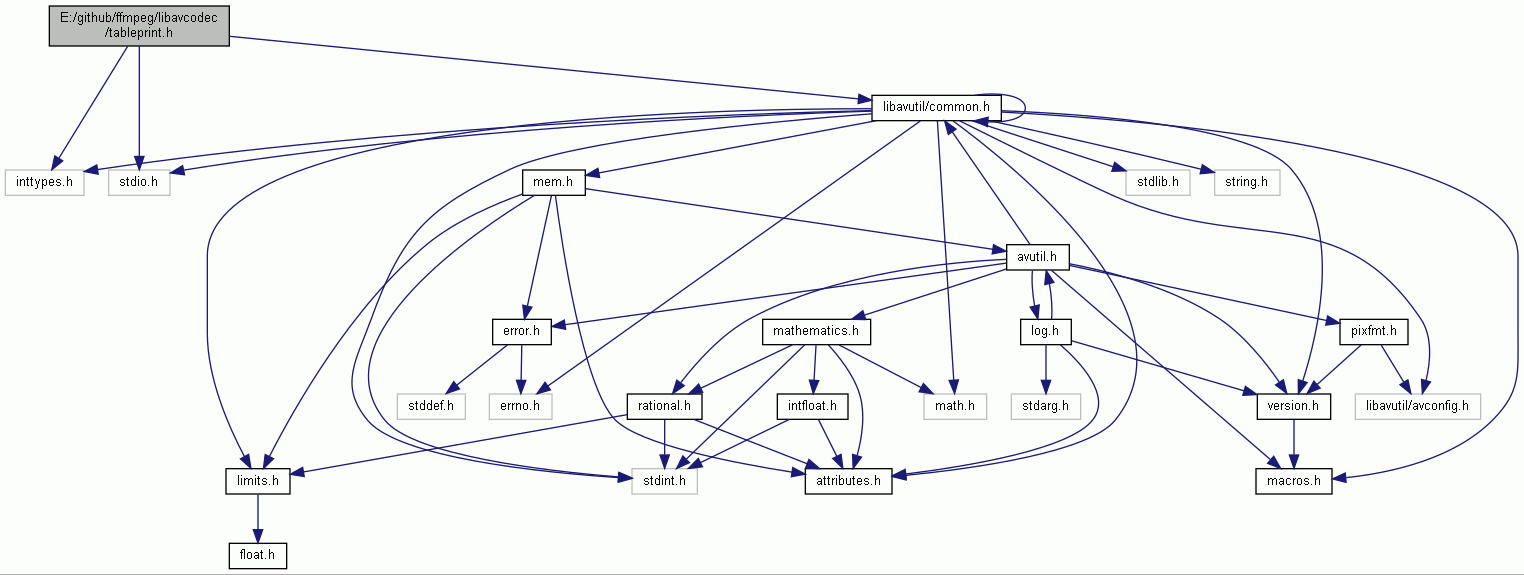 E:/github/ffmpeg/libavcodec
/tableprint.h
libavutil/common.h
inttypes.h
stdio.h
mem.h
stdlib.h
string.h
avutil.h
error.h
mathematics.h
log.h
pixfmt.h
stddef.h
errno.h
rational.h
intfloat.h
math.h
stdarg.h
version.h
libavutil/avconfig.h
limits.h
stdint.h
attributes.h
macros.h
float.h